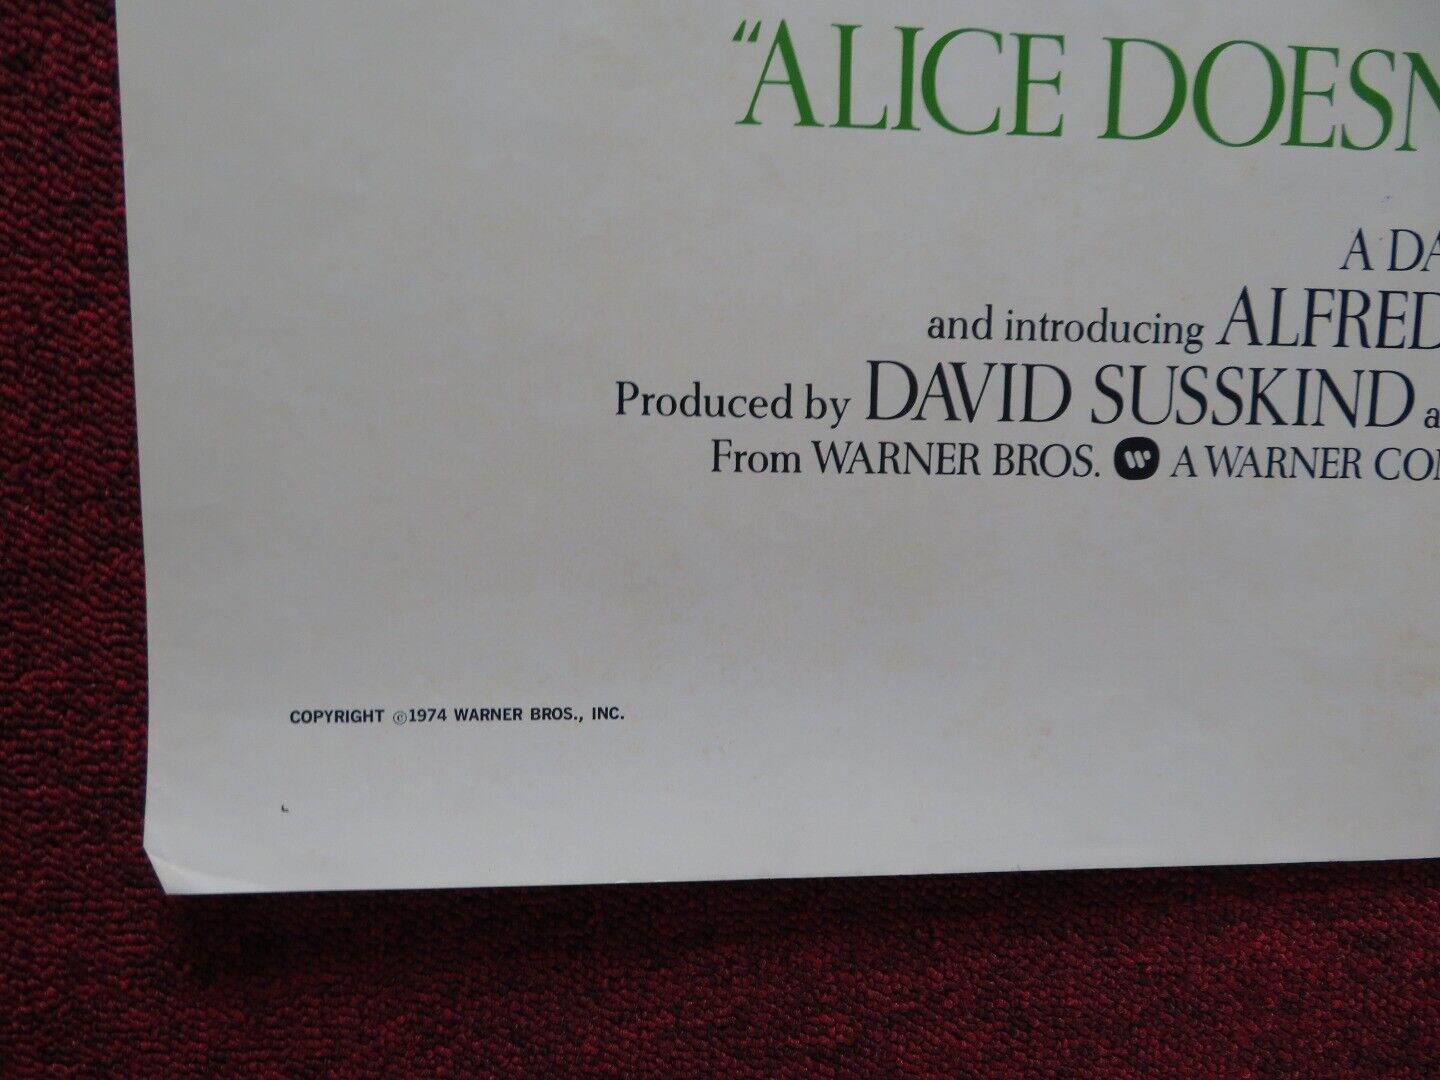 "ALICE DOESN
A DA
and introducing ALFRED
Produced by DAVID SUSSKIND a
From WARNER BROS. A WARNER COM
COPYRIGHT ©1974 WARNER BROS., INC.